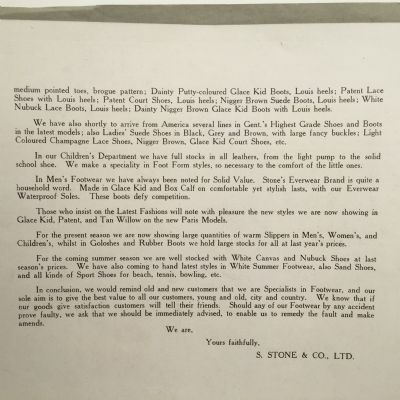 medium pointed toes, brogue pattern; Dainty Putty-coloured Glace Kid Boots, Louis heels; Patent Lace
Shoes with Louis heels; Patent Court Shoes, Louis heels; Nigger Brown Suede Boots, Louis heels; White
Nubuck Lace Boots, Louis heels; Dainty Nigger Brown Glace Kid Boots with Louis heels.
We have also shortly to arrive from America several lines in Gent.'s Highest Grade Shoes and Boots
in the latest models; also Ladies' Suede Shoes in Black, Grey and Brown, with large fancy buckles; Light
Coloured Champagne Lace Shoes, Nigger Brown, Glace Kid Court Shoes, etc.
In our Children's Department we have full stocks in all leathers, from the light pump to the solid
school shoe. We make a speciality in Foot Form styles, so necessary to the comfort of the little ones.
In Men's Footwear we have always been noted for Solid Value. Stone's Everwear Brand is quite a
household word. Made in Glace Kid and Box Calf on comfortable yet stylish lasts, with our Everwear
Waterproof Soles. These boots defy competition.
Those who insist on the Latest Fashions will note with pleasure the new styles we are now showing in
Glace Kid, Patent, and Tan Willow on the new Paris Models.
For the present season we are now showing large quantities of warm Slippers in Men's, Women's, and
Children's, whilst in Goloshes and Rubber Boots we hold large stocks for all at last year's prices.
For the coming summer season we are well stocked with White Canvas and Nubuck Shoes at last
season's prices. We have also coming to hand latest styles in White Summer Footwear, also Sand Shoes,
and all kinds of Sport Shoes for beach, tennis, bowling, etc.
In conclusion, we would remind old and new customers that we are Specialists in Footwear, and our
sole aim is to give the best value to all our customers, young and old, city and country. We know that if
our goods give satisfaction customers will tell their friends. Should any of our Footwear by any accident
prove faulty, we ask that we should be immediately advised, to enable us to remedy the fault and make
amends.
We are,
Yours faithfully,
S. STONE & CO., LTD.